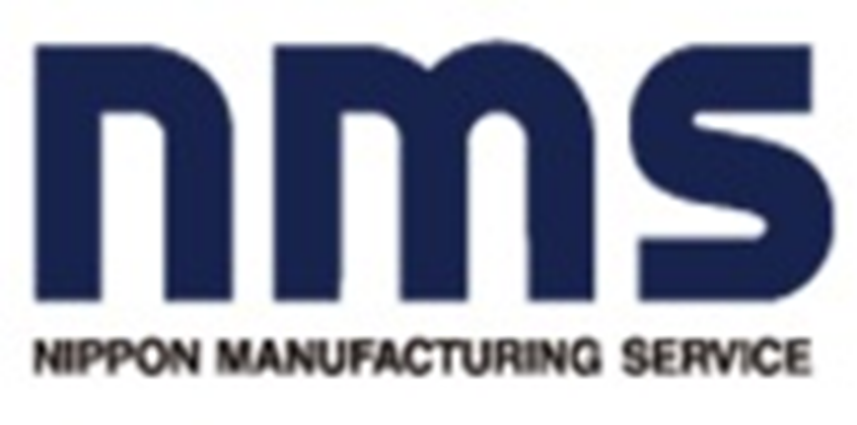 nms
NIPPON MANUFACTURING SERVICE